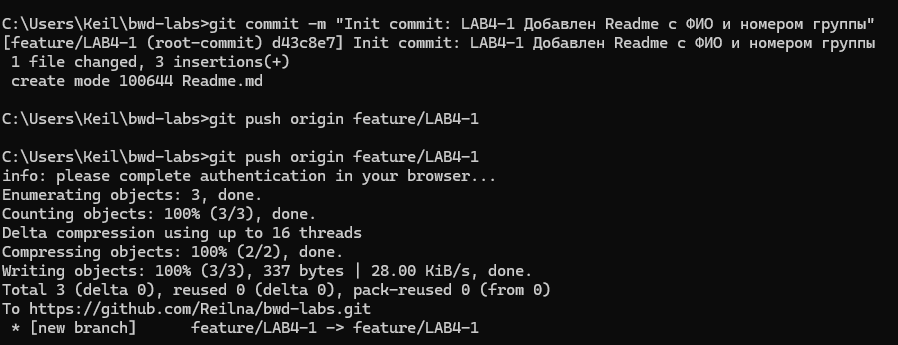 C:\Users\Keil\bwd-labs>git commit -m "Init commit: LAB4-1 Добавлен Readme с ФИО и номером группы"
[feature/LAB4-1 (root-commit) d43c8e7] Init commit: LAB4-1 Добавлен Readme с ФИО и номером группы
 1 file changed, 3 insertions(+)
 create mode 100644 Readme.md
C:\Users\Keil\bwd-labs>git push origin feature/LAB4-1
C:\Users\Keil\bwd-labs>git push origin feature/LAB4-1
info: please complete authentication in your browser...
Enumerating objects: 3, done.
Counting objects: 100% (3/3), done.
Delta compression using up to 16 threads
Compressing objects: 100% (2/2), done.
Writing objects: 100% (3/3), 337 bytes | 28.00 KiB/s, done.
Total 3 (delta 0), reused 0 (delta 0), pack-reused 0 (from 0)
To https://github.com/Reilna/bwd-labs.git
 * [new branch]      feature/LAB4-1 -> feature/LAB4-1